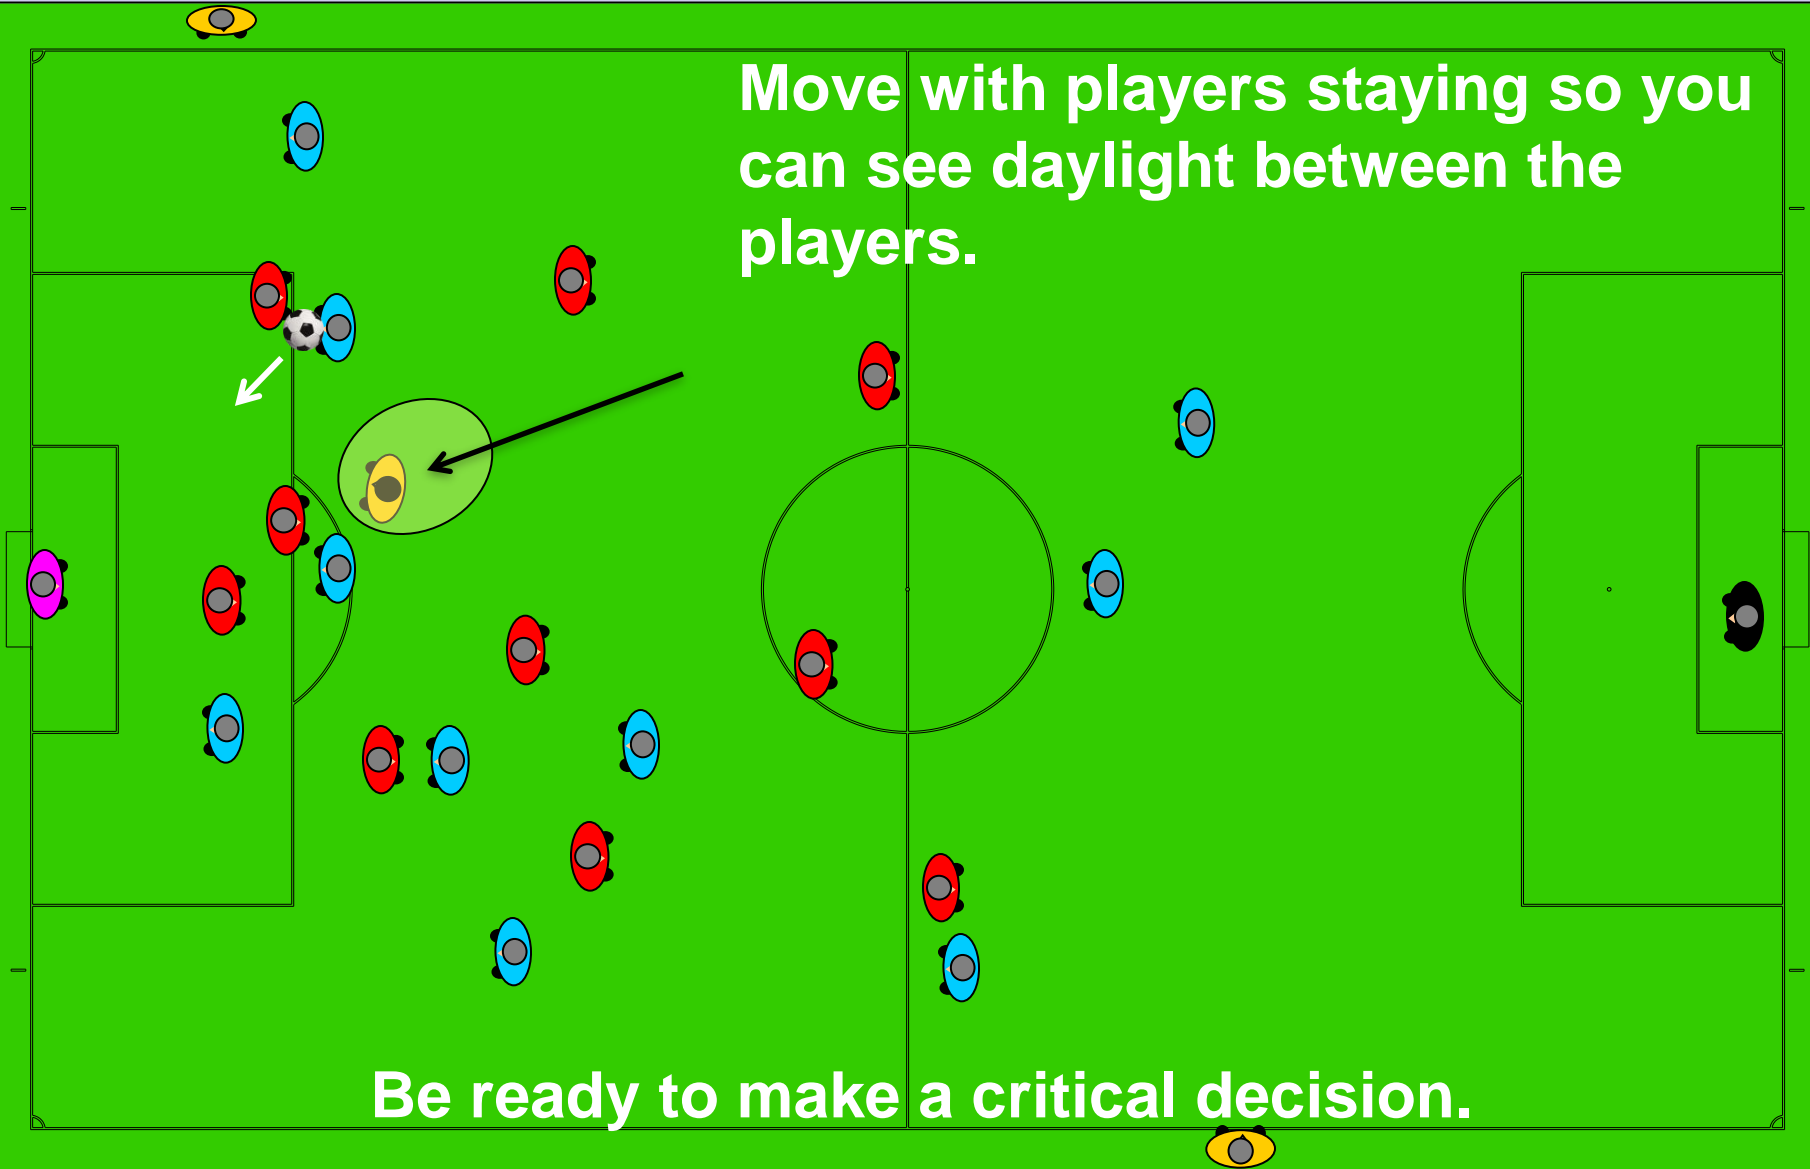 Move with players staying so you
can see daylight between the
players.
Be ready to make a critical decision.